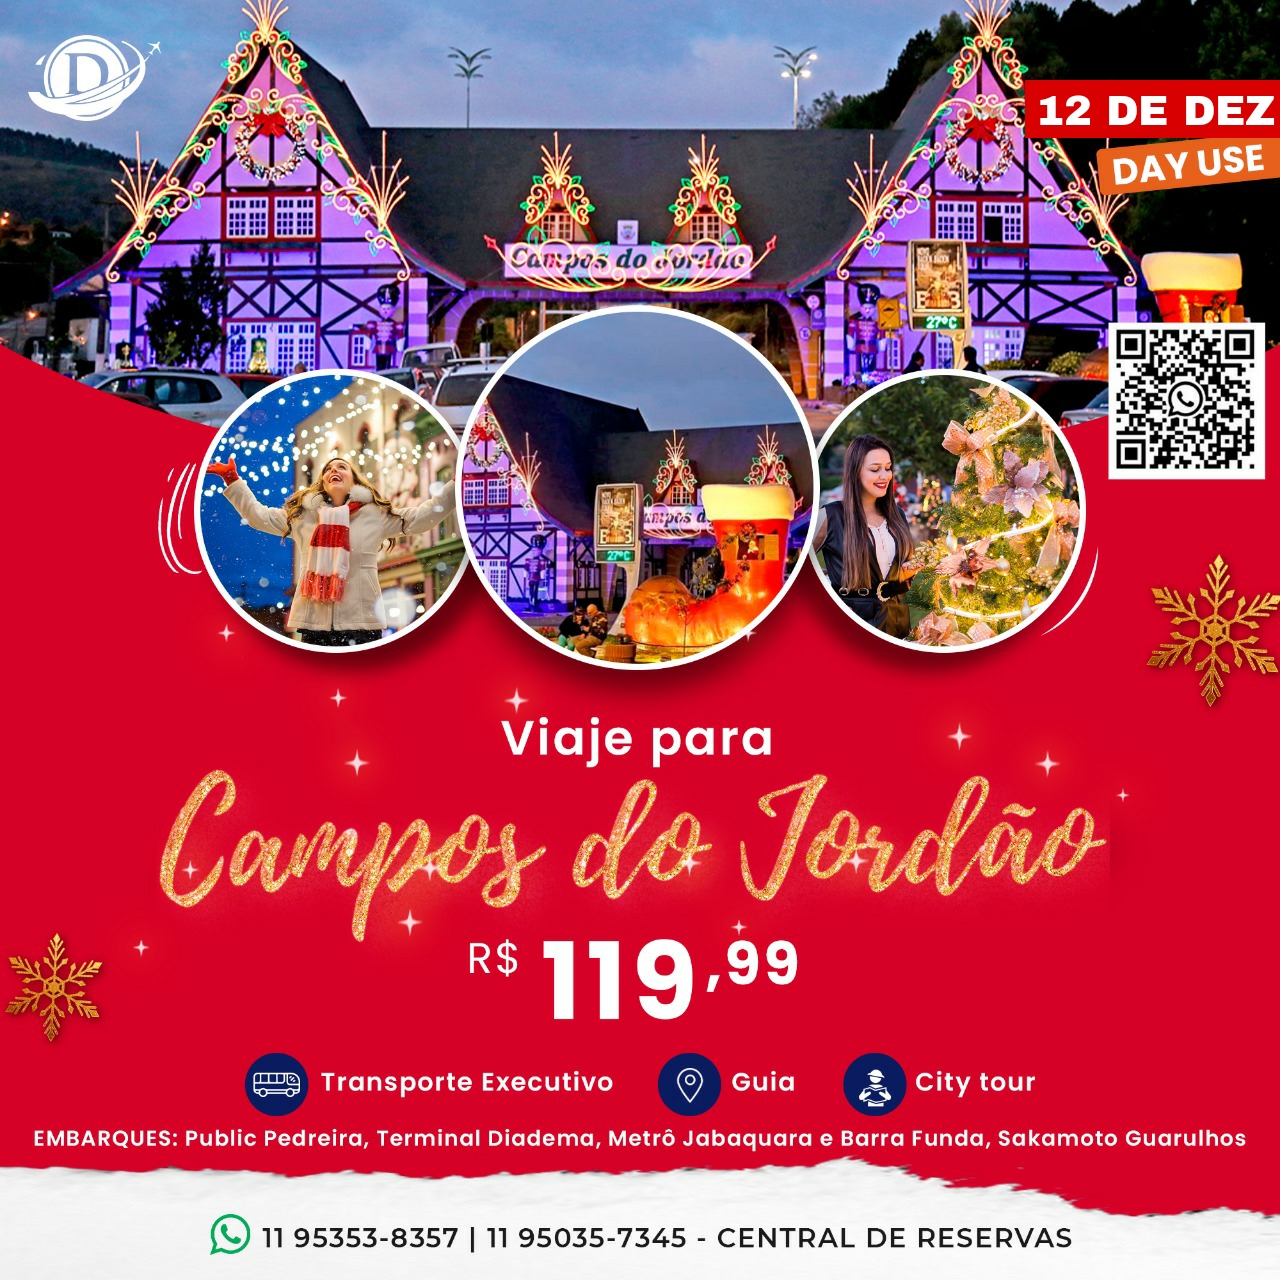 D
12 DE DEZ
DAY USE
Campos do Jordão
27°C
27°C
Viaje para
Campos do Jordão
R$ 119,99
Transporte Executivo
Guia
City tour
EMBARQUES: Public Pedreira, Terminal Diadema, Metrô Jabaquara e Barra Funda, Sakamoto Guarulhos
11 95353-8357 | 11 95035-7345 - CENTRAL DE RESERVAS